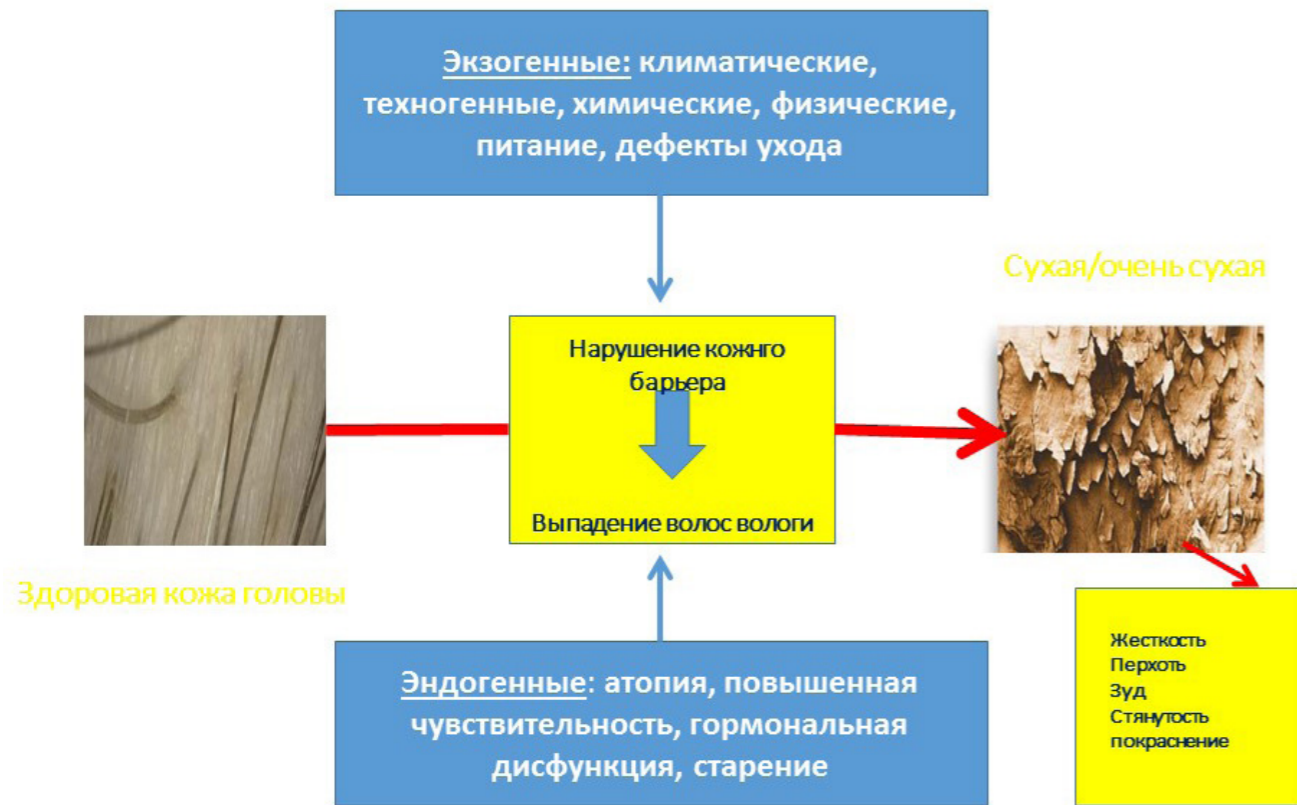 Экзогенные: климатические,
техногенные, химические, физические,
питание, дефекты ухода
Сухая/очень сухая
Нарушение кожнго
барьера
Выпадение волос вологи
Здоровая кожа головы
Эндогенные: атопия, повышенная
чувствительность, гормональная
дисфункция, старение
Жесткость
Перхоть
Зуд
Стянутость
покраснение